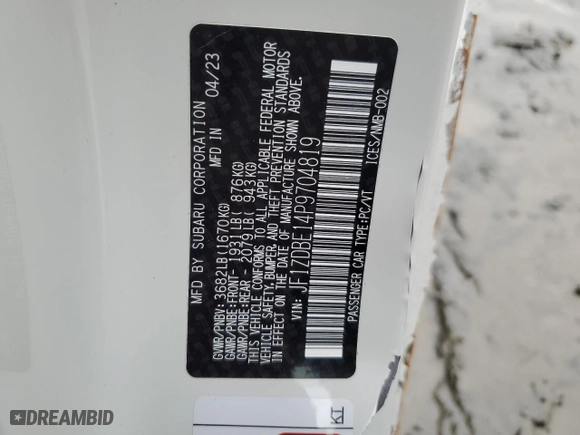 MFD BY SUBARU CORPORATION
MFD IN 04/23
GVWR/PNBV: 3682LB(1670KG)
GAWR/PNBE:FRONT- 1931LB( 876KG)
GAWR/PNBE:REAR - 2079LB( 943KG)
THIS VEHICLE CONFORMS TO ALL APPLICABLE FEDERAL MOTOR
VEHICLE SAFETY,BUMPER, AND THEFT PREVENTION STANDARDS
IN EFFECT ON THE DATE OF MANUFACTURE SHOWN ABOVE.
VIN: JF1ZDBE14P9704819
PASSENGER CAR TYPE:PC/VT ICES/NMB-002
KT
DREAMBID